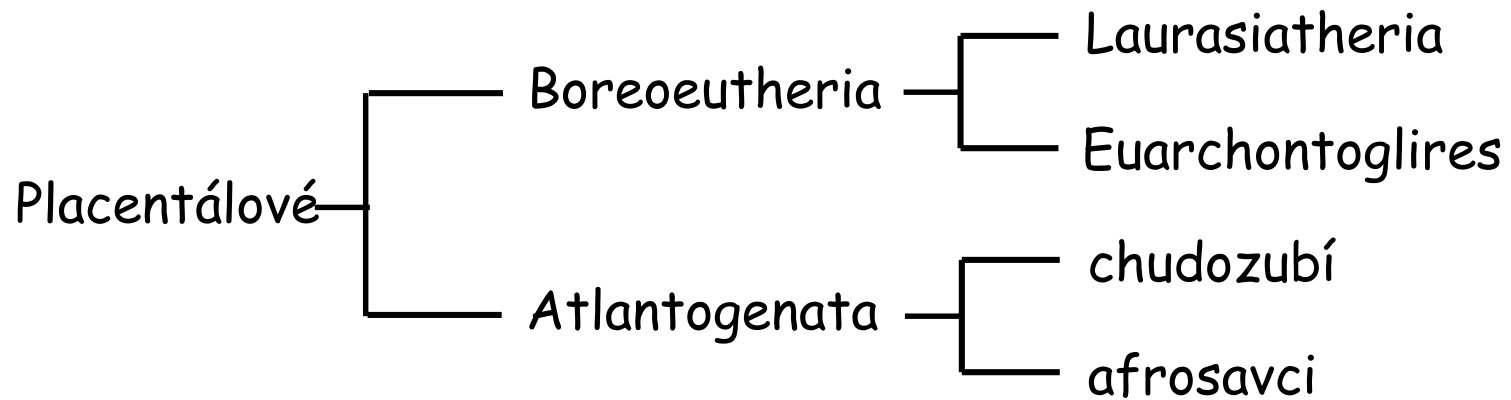 Laurasiatheria
Boreoeutheria
Euarchontoglires
Placentálové
chudozubí
Atlantogenata
afrosavci